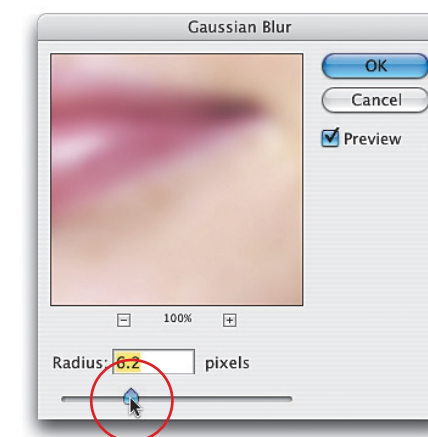 Gaussian Blur
OK
Cancel
Preview
100%
Radius: 6.2 pixels